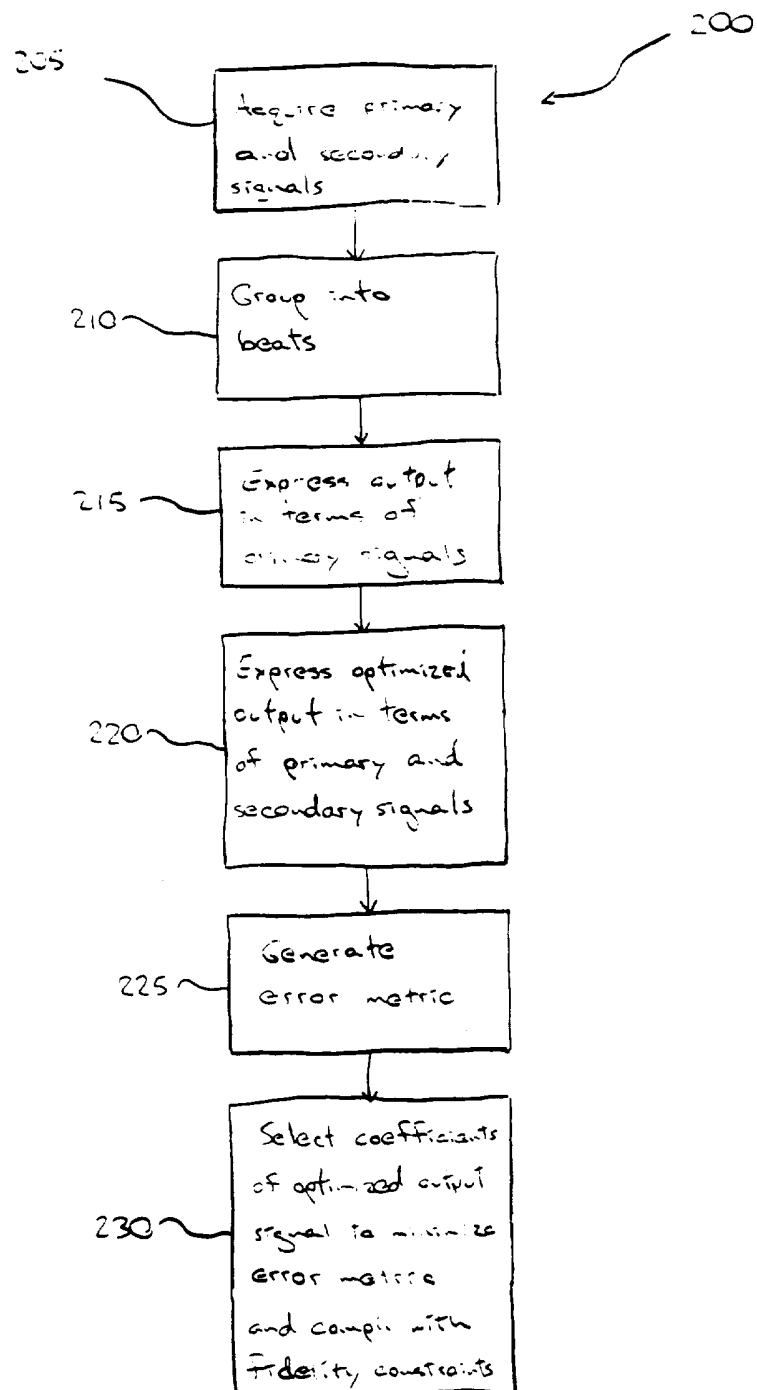 200
205
Acquire primary
and secondary
signals
210
Group into
beats
215
Express output
in terms of
primary signals
220
Express optimized
output in terms
of primary and
secondary signals
225
Generate
error metric
230
Select coefficients
of optimized output
signal to minimize
error metric
and comply with
Fidelity constraints